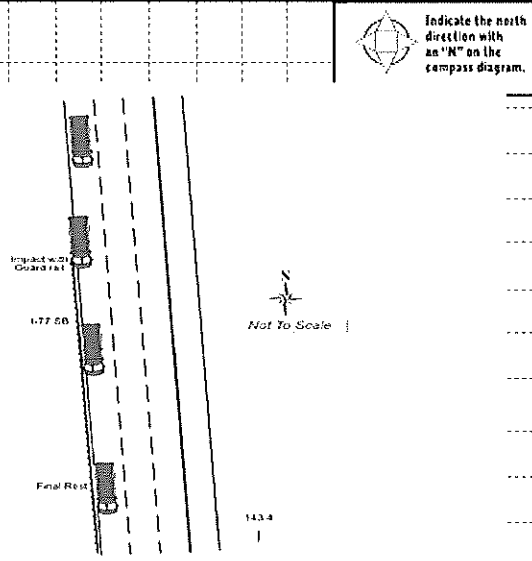 Indicate the north
direction with
an "N" on the
compass diagram.
Impact with
Guard rail
N
Not To Scale
I-77 SB
Final Rest
143.4